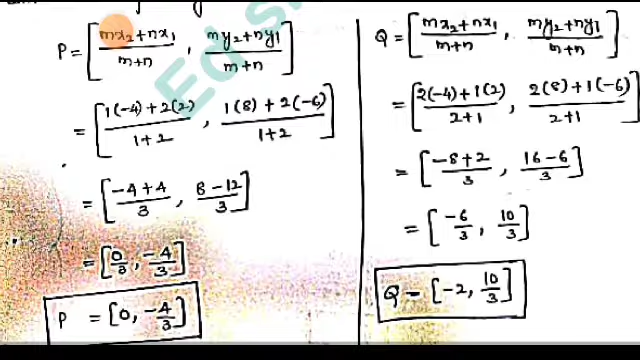 P = [ (mx₂+nx₁)/(m+n) , (my₂+ny₁)/(m+n) ]
= [ (1(-4)+2(2))/(1+2) , (1(8)+2(-6))/(1+2) ]
= [ (-4+4)/3 , (8-12)/3 ]
= [ 0/3 , -4/3 ]
P = [0, -4/3]
Q = [ (mx₂+nx₁)/(m+n) , (my₂+ny₁)/(m+n) ]
= [ (2(-4)+1(2))/(2+1) , (2(8)+1(-6))/(2+1) ]
= [ (-8+2)/3 , (16-6)/3 ]
= [ -6/3 , 10/3 ]
Q = [-2, 10/3]